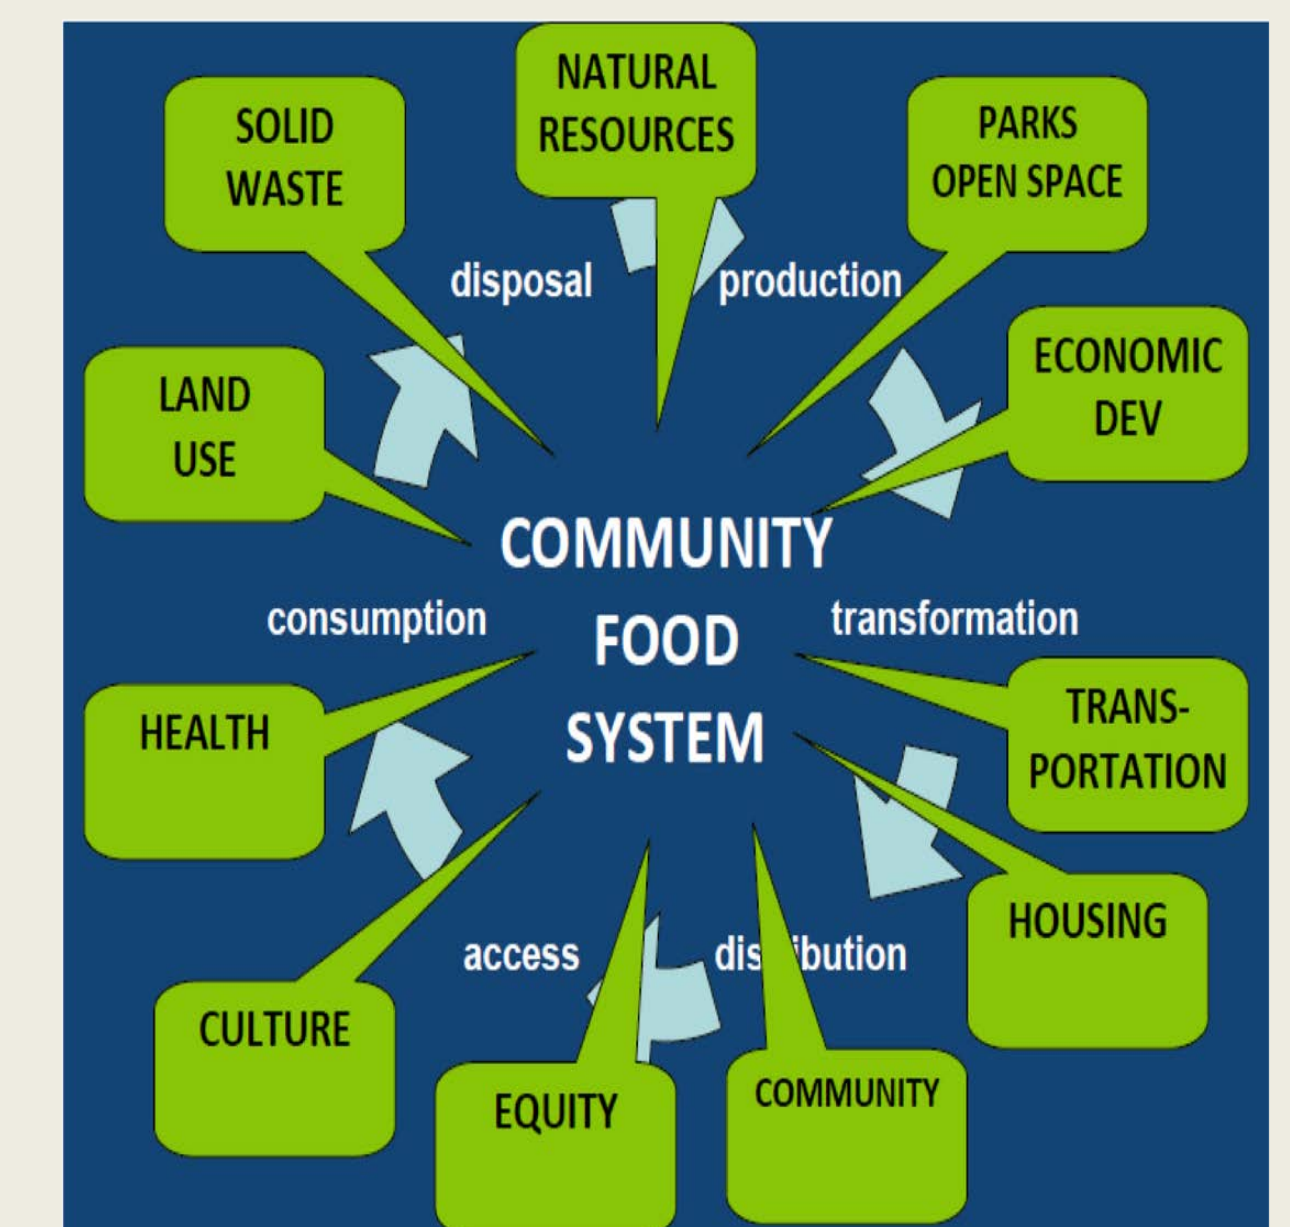 NATURAL
RESOURCES
SOLID
WASTE
PARKS
OPEN SPACE
disposal
production
ECONOMIC
DEV
LAND
USE
COMMUNITY
FOOD
SYSTEM
consumption
transformation
HEALTH
TRANS-
PORTATION
HOUSING
access
CULTURE
EQUITY
COMMUNITY